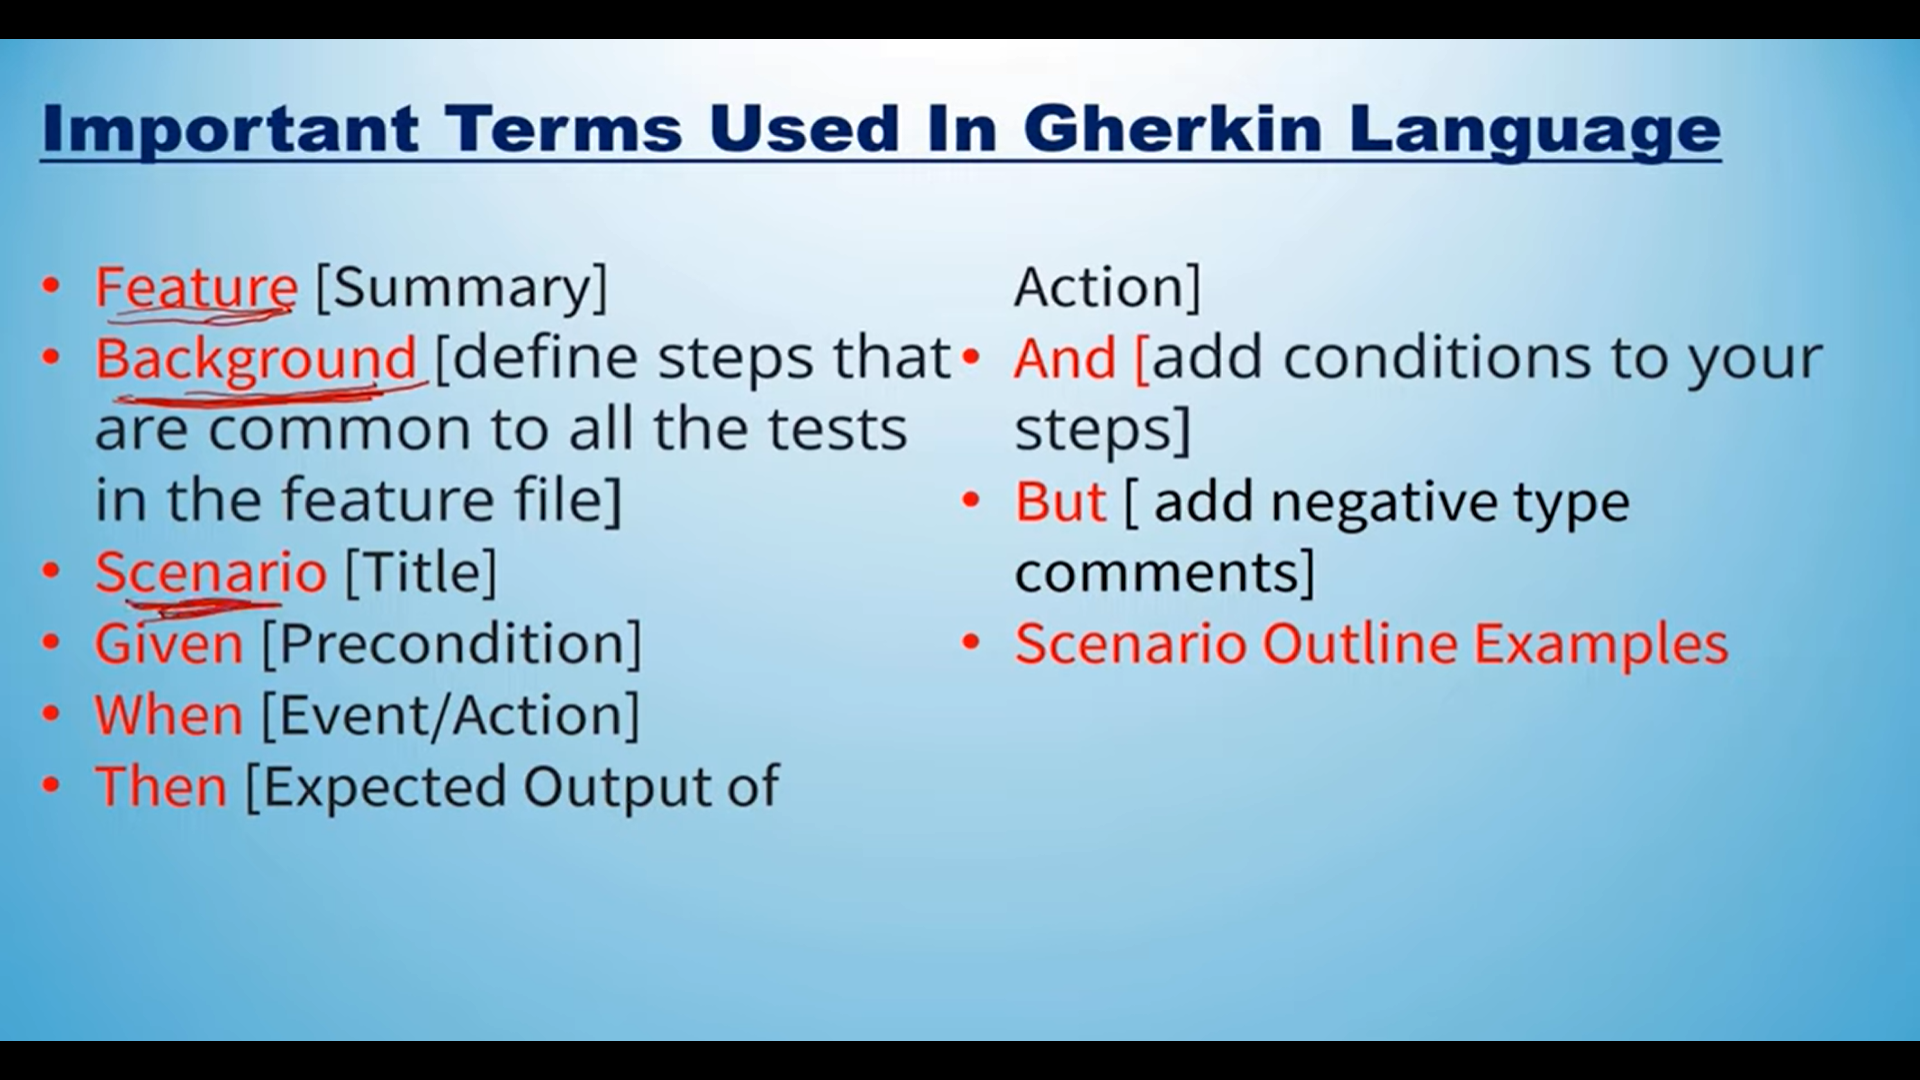 Important Terms Used In Gherkin Language
• Feature [Summary]
• Background [define steps that
are common to all the tests
in the feature file]
• Scenario [Title]
• Given [Precondition]
• When [Event/Action]
• Then [Expected Output of
Action]
• And [add conditions to your
steps]
• But [ add negative type
comments]
• Scenario Outline Examples